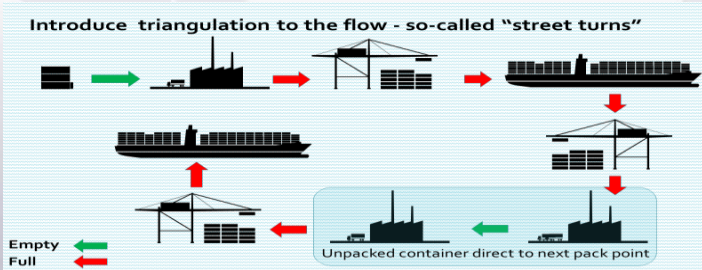 Introduce triangulation to the flow - so-called “street turns”
Unpacked container direct to next pack point
Empty
Full